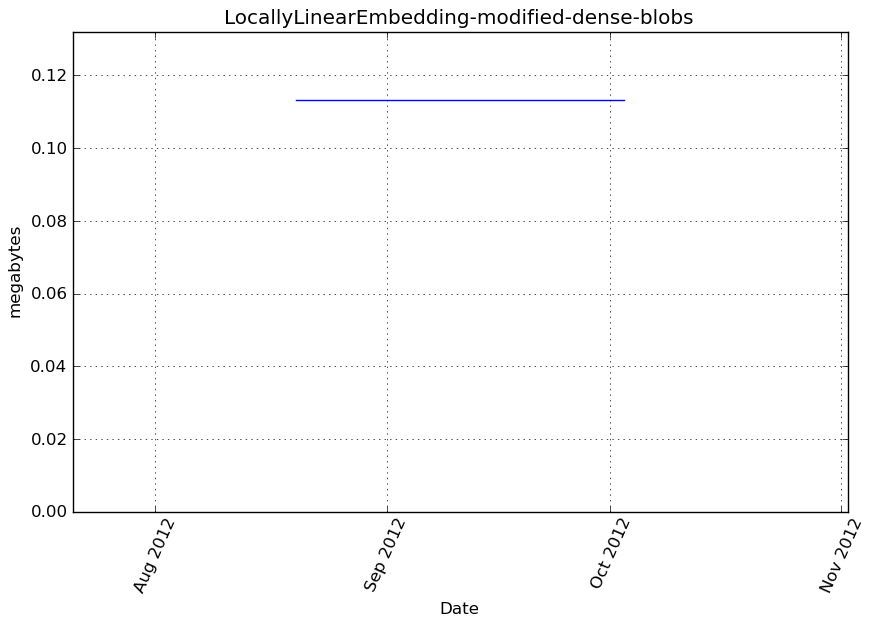 LocallyLinearEmbedding-modified-dense-blobs
0.12
0.10
0.08
0.06
0.04
0.02
0.00
megabytes
Aug 2012
Sep 2012
Oct 2012
Nov 2012
Date